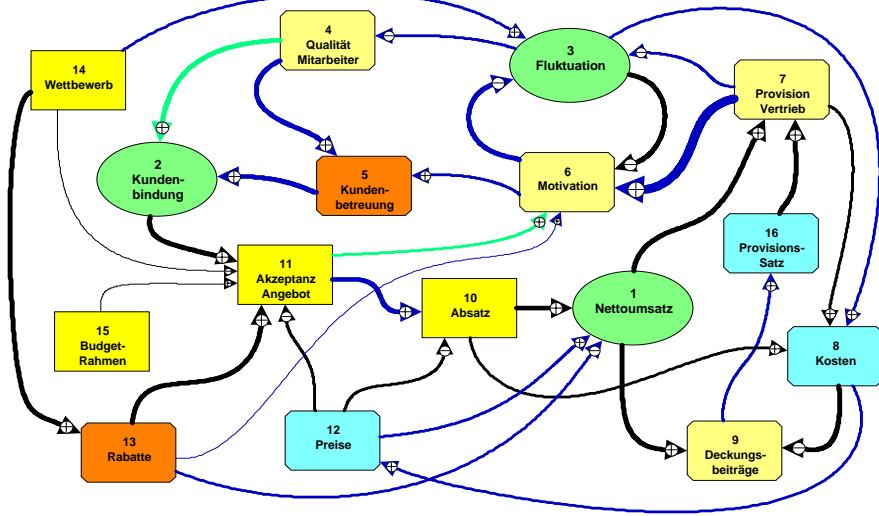 14
Wettbewerb
4
Qualität
Mitarbeiter
3
Fluktuation
7
Provision
Vertrieb
2
Kunden-
bindung
5
Kunden-
betreuung
6
Motivation
16
Provisions-
Satz
11
Akzeptanz
Angebot
10
Absatz
1
Nettoumsatz
15
Budget-
Rahmen
8
Kosten
13
Rabatte
12
Preise
9
Deckungs-
beiträge